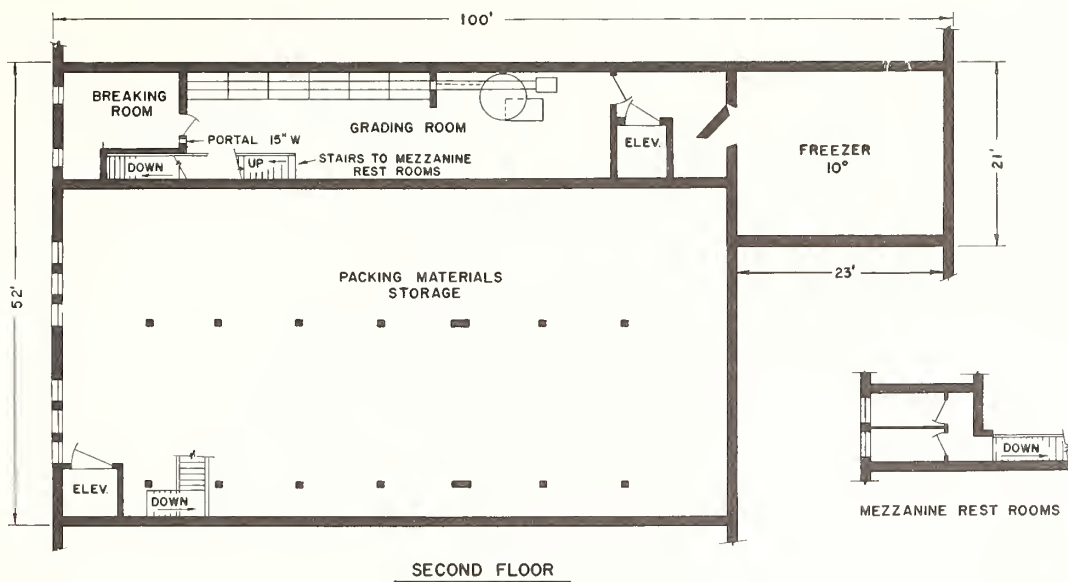 100'
BREAKING
ROOM
PORTAL 15" W
GRADING ROOM
DOWN
UP
STAIRS TO MEZZANINE
REST ROOMS
ELEV.
FREEZER
10°
21'
52'
PACKING MATERIALS
STORAGE
23'
ELEV.
DOWN
DOWN
MEZZANINE REST ROOMS
SECOND FLOOR